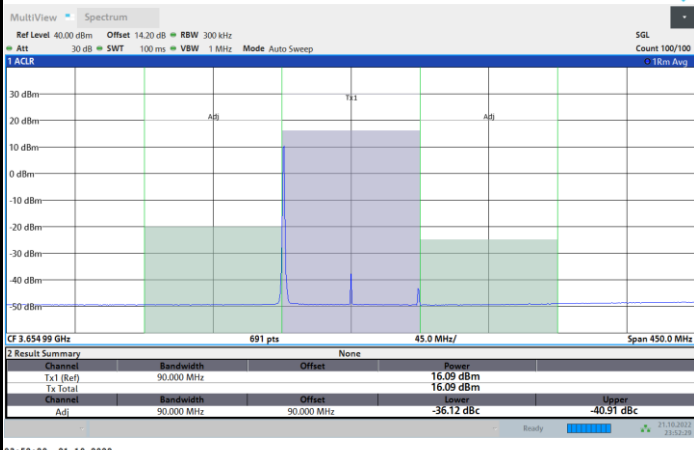 MultiView Spectrum
Ref Level 40.00 dBm Offset 14.20 dB RBW 300 kHz SGL
Att 30 dB SWT 100 ms VBW 1 MHz Mode Auto Sweep Count 100/100
1 ACLR 1Rm Avg
30 dBm
Tx1
20 dBm
Adj Adj
10 dBm
0 dBm
-10 dBm
-20 dBm
-30 dBm
-40 dBm
-50 dBm
CF 3.654 99 GHz 691 pts 45.0 MHz/ Span 450.0 MHz
2 Result Summary None
Channel Bandwidth Offset Power
Tx1 (Ref) 90.000 MHz 16.09 dBm
Tx Total 16.09 dBm
Channel Bandwidth Offset Lower Upper
Adj 90.000 MHz 90.000 MHz -36.12 dBc -40.91 dBc
Ready 21.10.2022
23:52:28